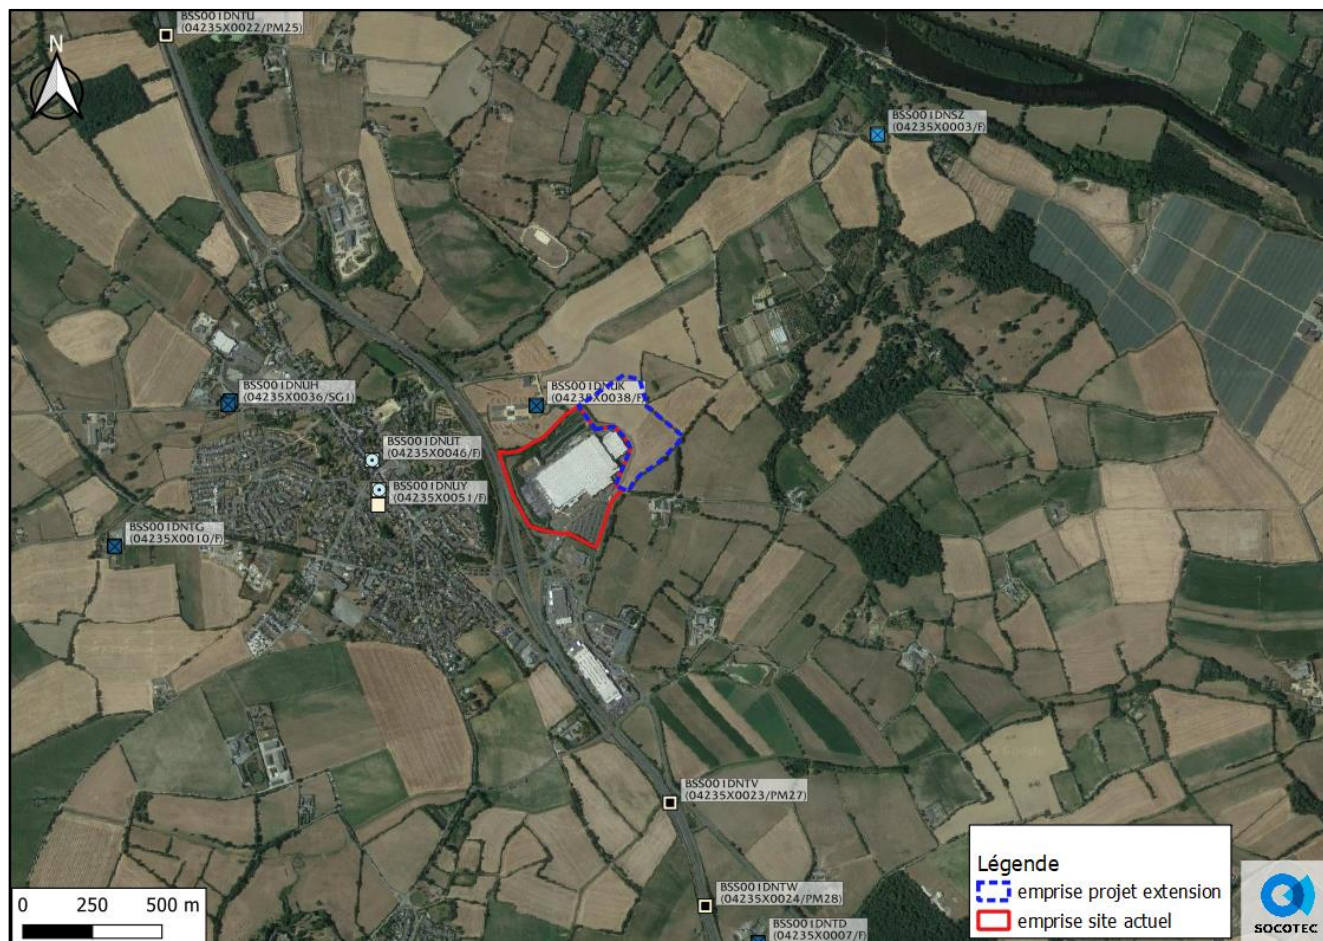 BSS001DNTU
(04235X0022/PM25)
N
BSS001DNSZ
(04235X0003/F)
BSS001DNUH
(04235X0036/SG1)
BSS001DNUK
(04235X0038/F)
BSS001DNUT
(04235X0046/F)
BSS001DNUY
(04235X0051/F)
BSS001DNTG
(04235X0010/F)
BSS001DNTV
(04235X0023/PM27)
BSS001DNTW
(04235X0024/PM28)
BSS001DNTD
(04235X0007/F)
0 250 500 m
Légende
emprise projet extension
emprise site actuel
SOCOTEC